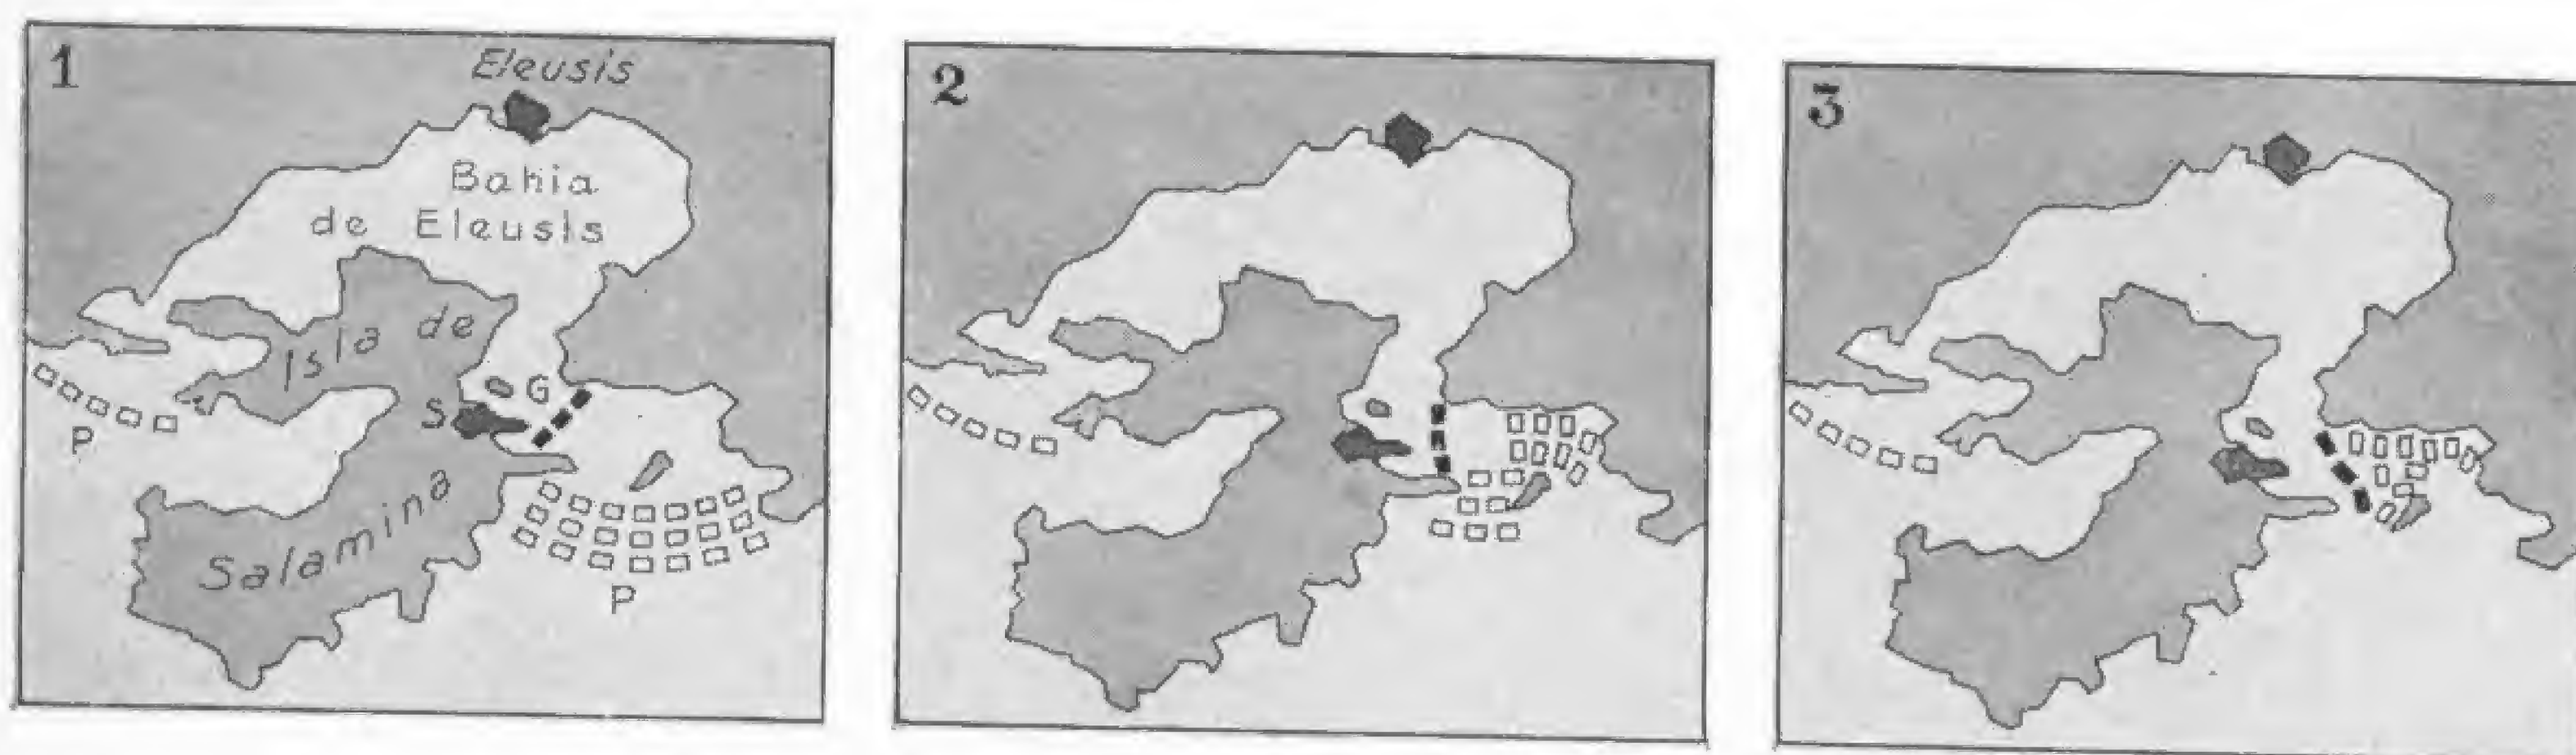 1
Eleusis
Bahia
de Eleusis
Isla de
G
S
P
Salamina
P
2
3